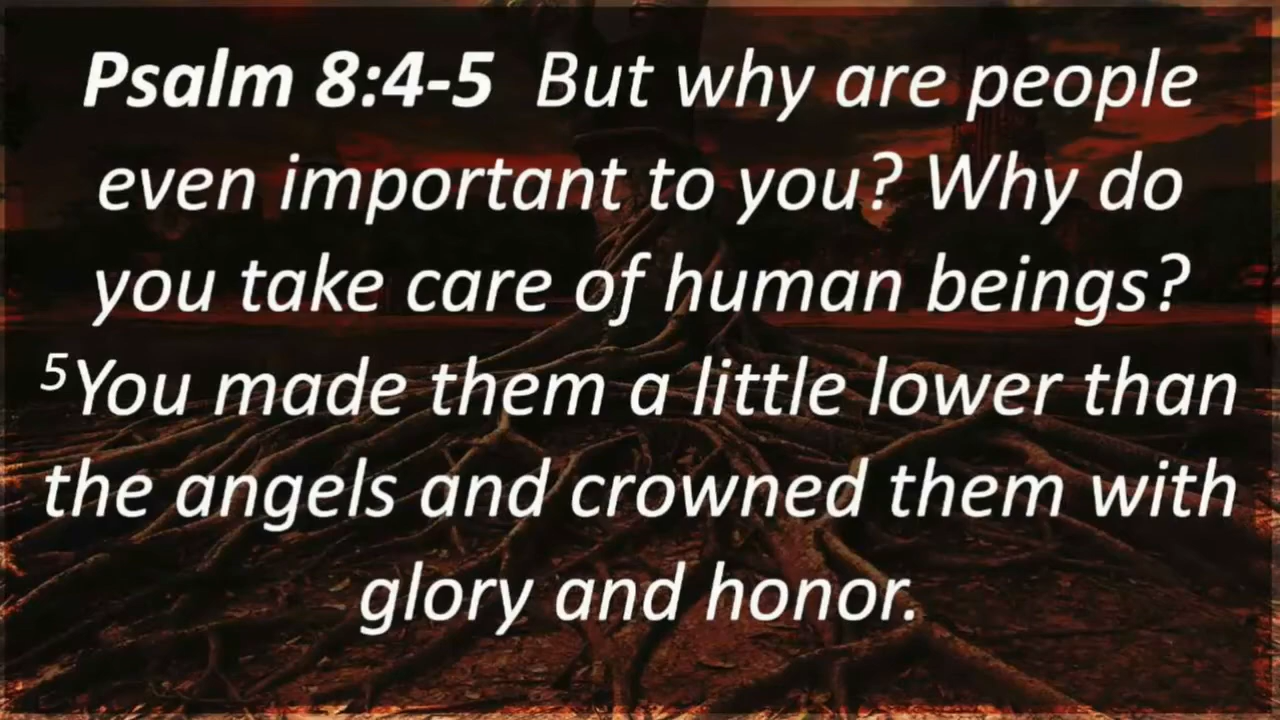 Psalm 8:4-5 But why are people
even important to you? Why do
you take care of human beings?
5You made them a little lower than
the angels and crowned them with
glory and honor.